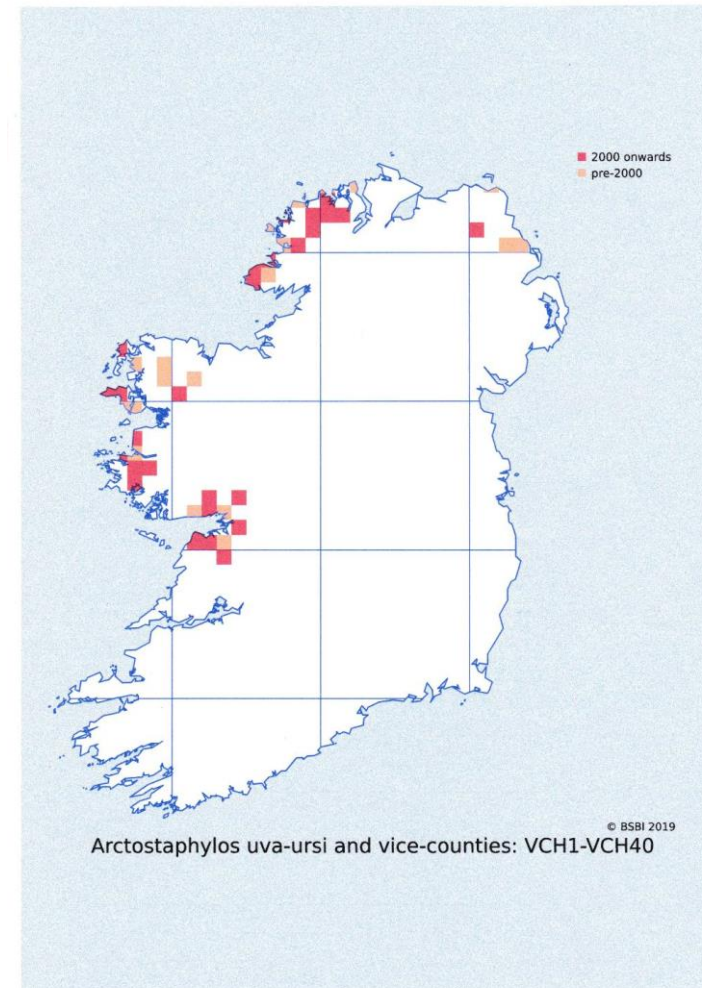 2000 onwards
pre-2000
© BSBI 2019
Arctostaphylos uva-ursi and vice-counties: VCH1-VCH40